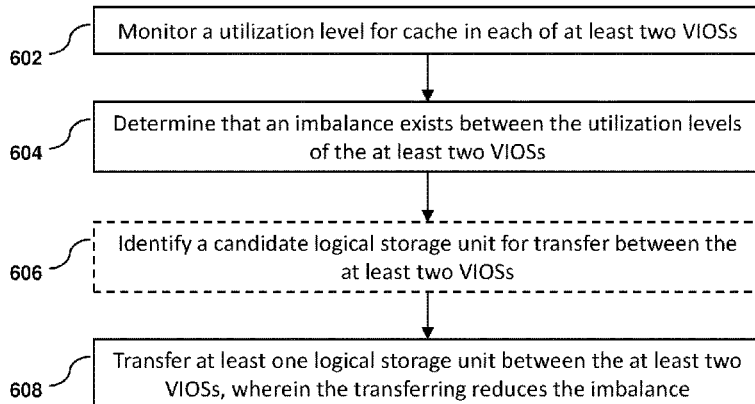 602
Monitor a utilization level for cache in each of at least two VIOSs
604
Determine that an imbalance exists between the utilization levels
of the at least two VIOSs
606
Identify a candidate logical storage unit for transfer between the
at least two VIOSs
608
Transfer at least one logical storage unit between the at least two
VIOSs, wherein the transferring reduces the imbalance